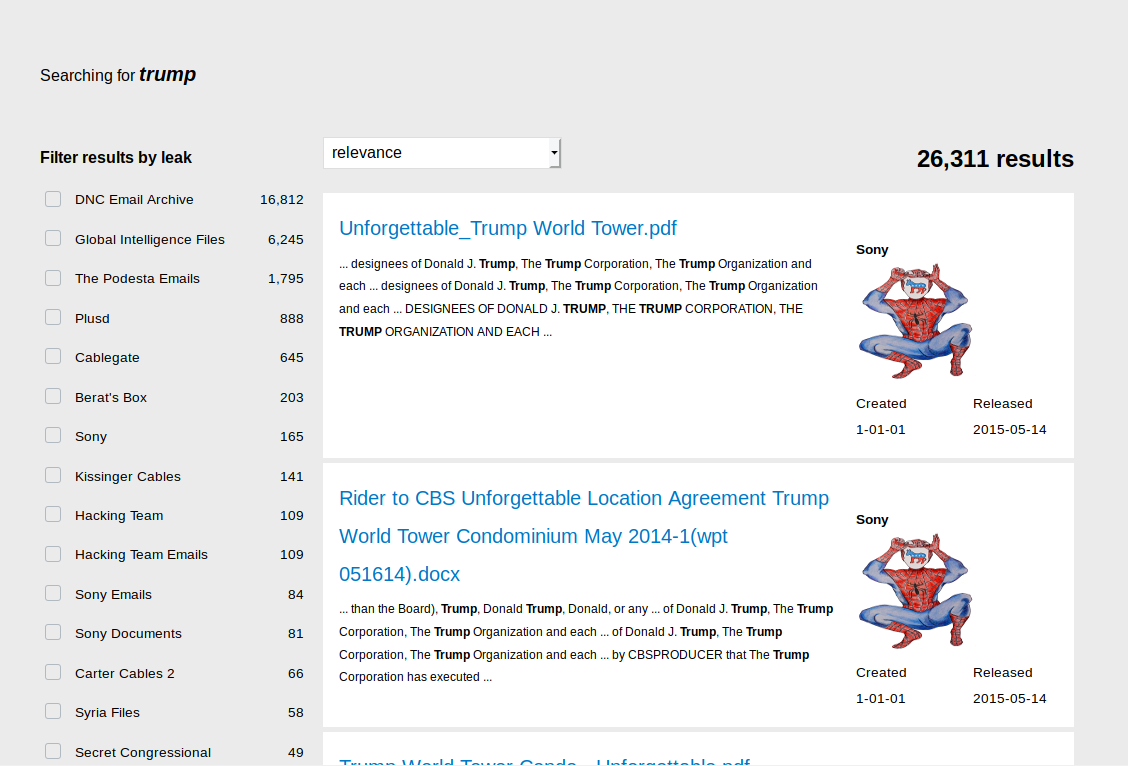 Searching for trump
Filter results by leak
relevance
26,311 results
DNC Email Archive 16,812
Global Intelligence Files 6,245
The Podesta Emails 1,795
Plusd 888
Cablegate 645
Berat's Box 203
Sony 165
Kissinger Cables 141
Hacking Team 109
Hacking Team Emails 109
Sony Emails 84
Sony Documents 81
Carter Cables 2 66
Syria Files 58
Secret Congressional 49
Unforgettable_Trump World Tower.pdf
... designees of Donald J. Trump, The Trump Corporation, The Trump Organization and
each ... designees of Donald J. Trump, The Trump Corporation, The Trump Organization
and each ... DESIGNEES OF DONALD J. TRUMP, THE TRUMP CORPORATION, THE
TRUMP ORGANIZATION AND EACH ...
Sony
Created Released
1-01-01 2015-05-14
Rider to CBS Unforgettable Location Agreement Trump
World Tower Condominium May 2014-1(wpt
051614).docx
... than the Board), Trump, Donald Trump, Donald, or any ... of Donald J. Trump, The Trump
Corporation, The Trump Organization and each ... of Donald J. Trump, The Trump
Corporation, The Trump Organization and each ... by CBSPRODUCER that The Trump
Corporation has executed ...
Sony
Created Released
1-01-01 2015-05-14
Trump World Tower Condo - Unforgettable.pdf